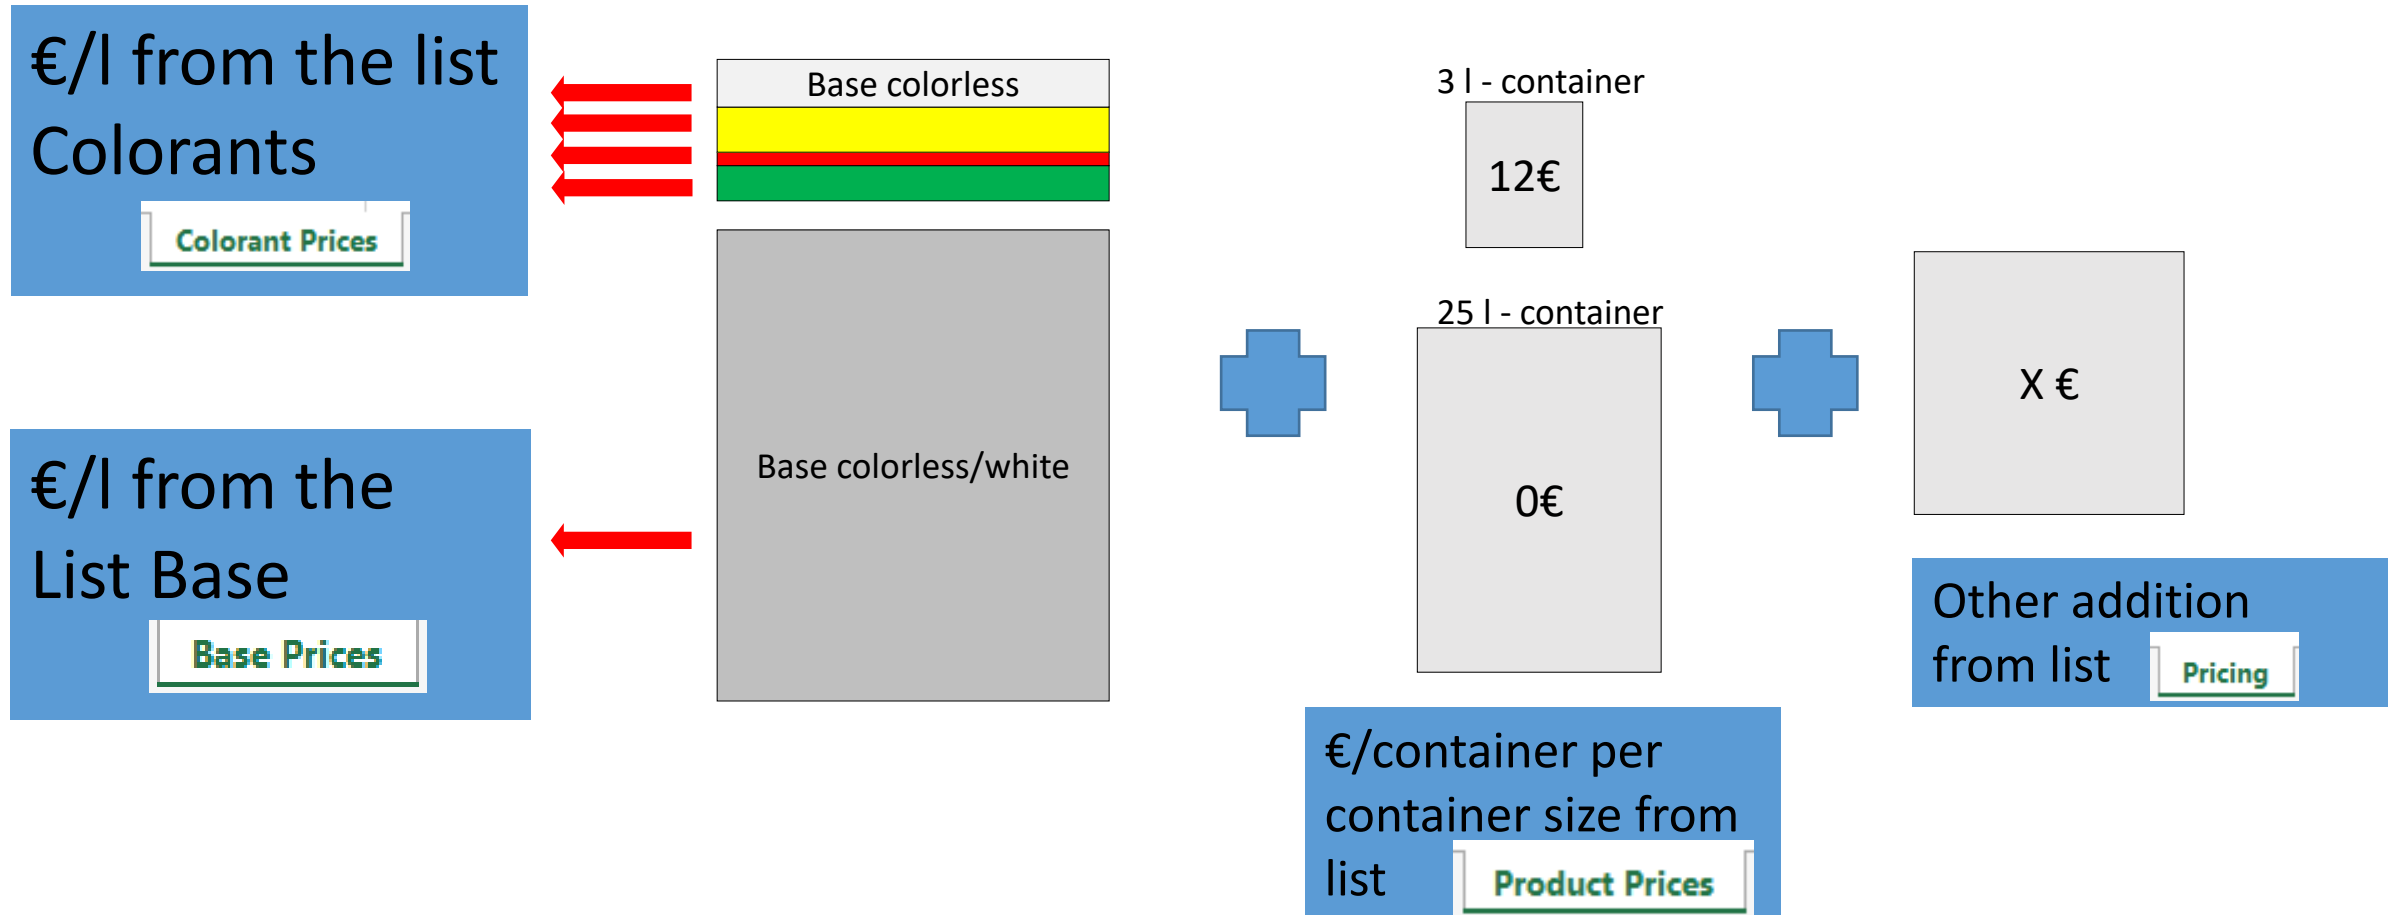 €/l from the list
Colorants
Colorant Prices
€/l from the
List Base
Base Prices
Base colorless
Base colorless/white
3 l - container
12€
25 l - container
0€
€/container per
container size from
list Product Prices
X €
Other addition
from list Pricing